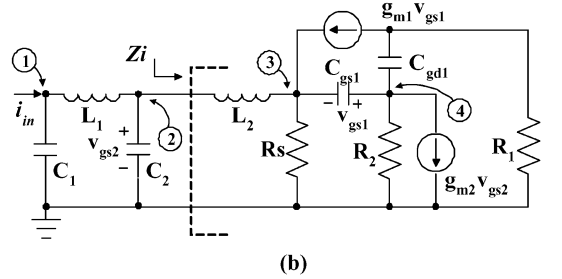 g_m1 v_gs1
1
Zi
3
C_gs1
C_gd1
i_in
L_1
+
v_gs2
−
2
L_2
− +
v_gs1
4
C_1
C_2
Rs
R_2
R_1
g_m2 v_gs2
(b)